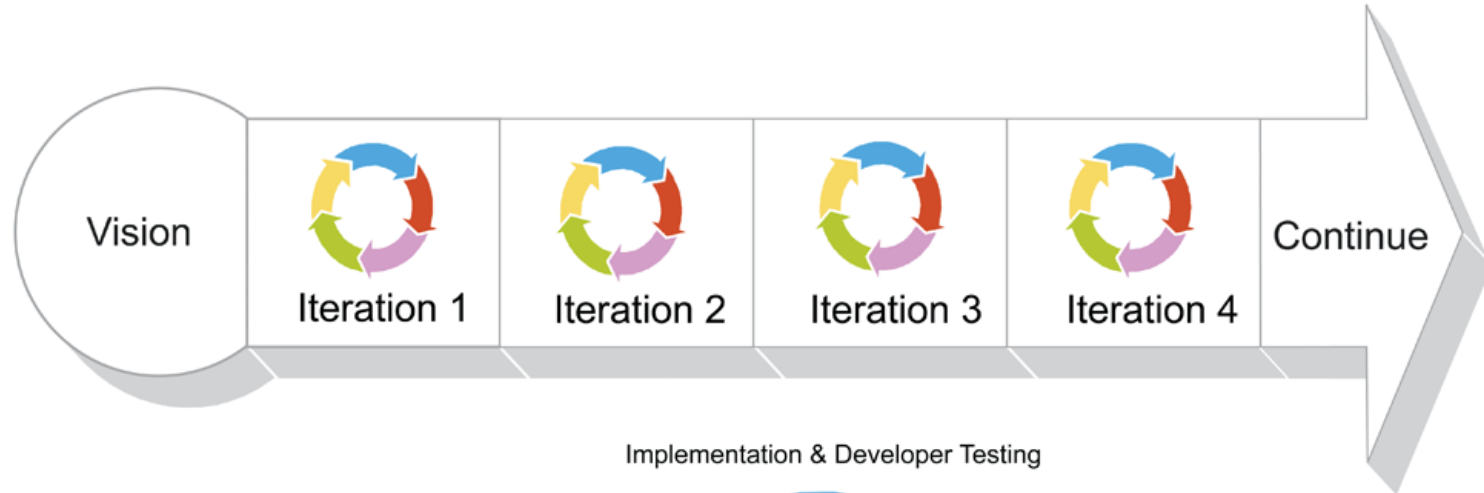 Vision
Iteration 1
Iteration 2
Iteration 3
Iteration 4
Continue
Implementation & Developer Testing